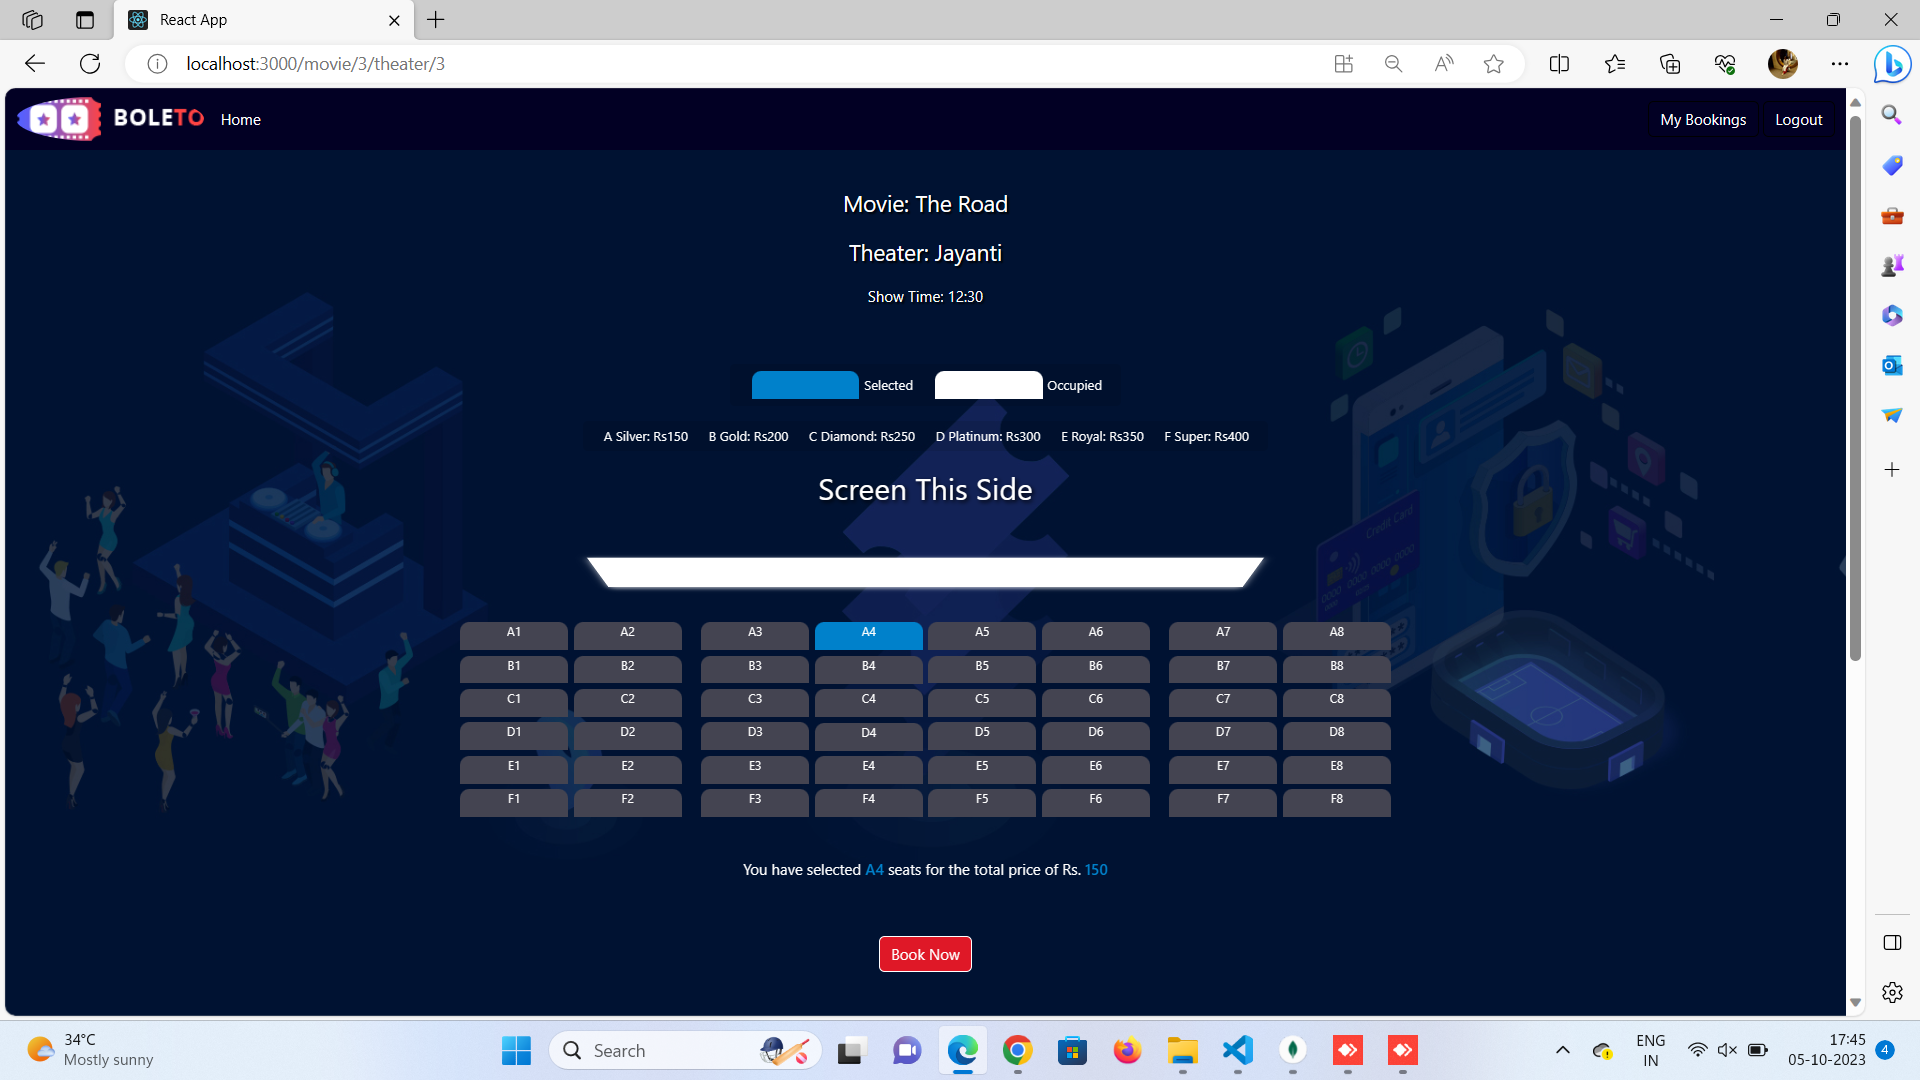 React App
localhost:3000/movie/3/theater/3
BOLETO Home My Bookings Logout
Movie: The Road
Theater: Jayanti
Show Time: 12:30
Selected Occupied
A Silver: Rs150 B Gold: Rs200 C Diamond: Rs250 D Platinum: Rs300 E Royal: Rs350 F Super: Rs400
Screen This Side
Credit Card
0000 0000 0000
A1 A2 A3 A4 A5 A6 A7 A8
B1 B2 B3 B4 B5 B6 B7 B8
C1 C2 C3 C4 C5 C6 C7 C8
D1 D2 D3 D4 D5 D6 D7 D8
E1 E2 E3 E4 E5 E6 E7 E8
F1 F2 F3 F4 F5 F6 F7 F8
You have selected A4 seats for the total price of Rs. 150
Book Now
34°C
Mostly sunny
Search
ENG
IN
17:45
05-10-2023
4